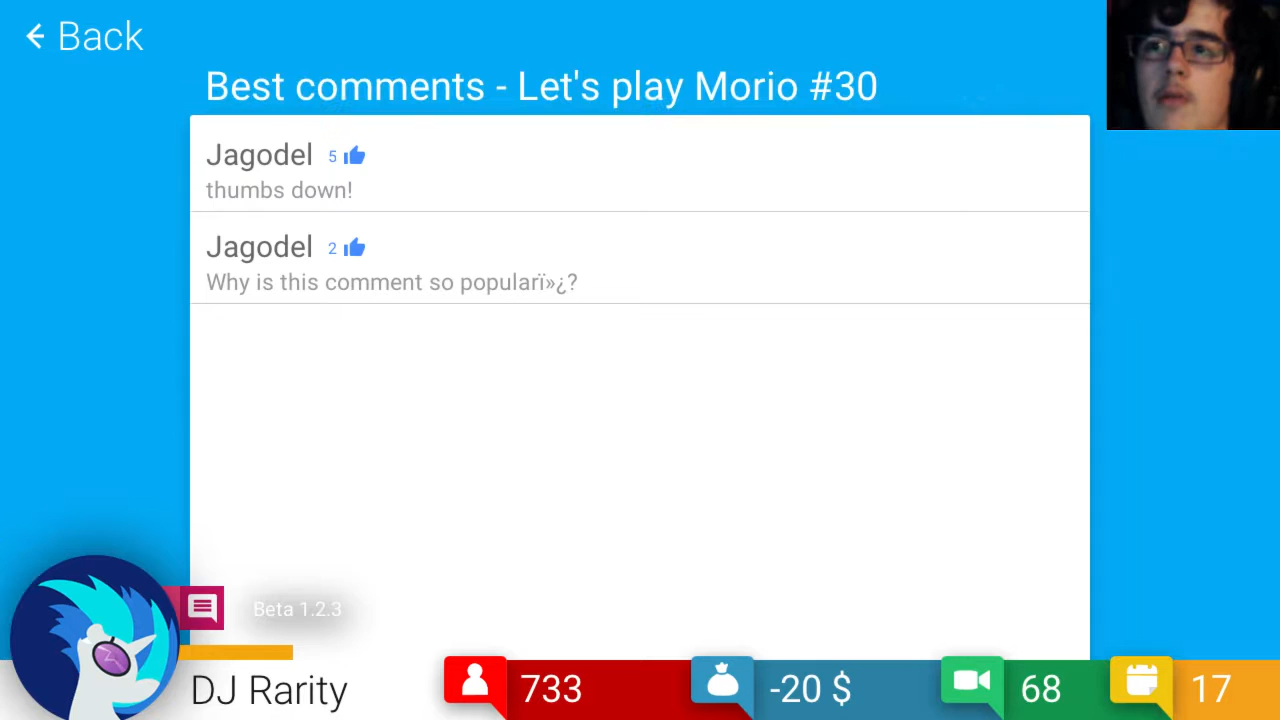 Back
Best comments - Let's play Morio #30
Jagodel 5
thumbs down!
Jagodel 2
Why is this comment so popularï»¿?
Beta 1.2.3
DJ Rarity
733
-20 $
68
17